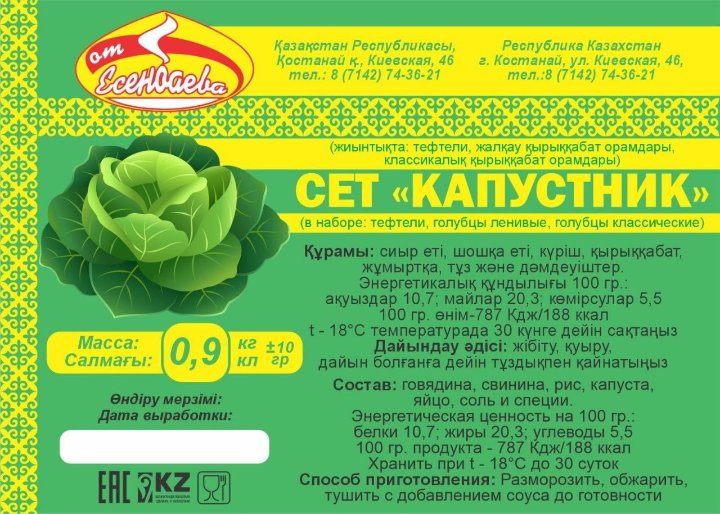 от
Есенбаева
Қазақстан Республикасы,
Қостанай қ., Киевская, 46
тел.: 8 (7142) 74-36-21
Республика Казахстан
г. Костанай, ул. Киевская, 46,
тел.:8 (7142) 74-36-21
(жиынтықта: тефтели, жалқау қырыққабат орамдары,
классикалық қырыққабат орамдары)
СЕТ «КАПУСТНИК»
(в наборе: тефтели, голубцы ленивые, голубцы классические)
Құрамы: сиыр еті, шошқа еті, күріш, қырыққабат,
жұмыртқа, тұз және дәмдеуіштер.
Энергетикалық құндылығы 100 гр.:
ақуыздар 10,7; майлар 20,3; көмірсулар 5,5
100 гр. өнім-787 Кдж/188 ккал
t - 18°C температурада 30 күнге дейін сақтаңыз
Дайындау әдісі: жібіту, қуыру,
дайын болғанға дейін тұздықпен қайнатыңыз
Масса:
Салмағы:
0,9
кг
кл
±10
гр
Өндіру мерзімі:
Дата выработки:
Состав: говядина, свинина, рис, капуста,
яйцо, соль и специи.
Энергетическая ценность на 100 гр.:
белки 10,7; жиры 20,3; углеводы 5,5
100 гр. продукта - 787 Кдж/188 ккал
Хранить при t - 18°C до 30 суток
Способ приготовления: Разморозить, обжарить,
тушить с добавлением соуса до готовности
EAC
KZ